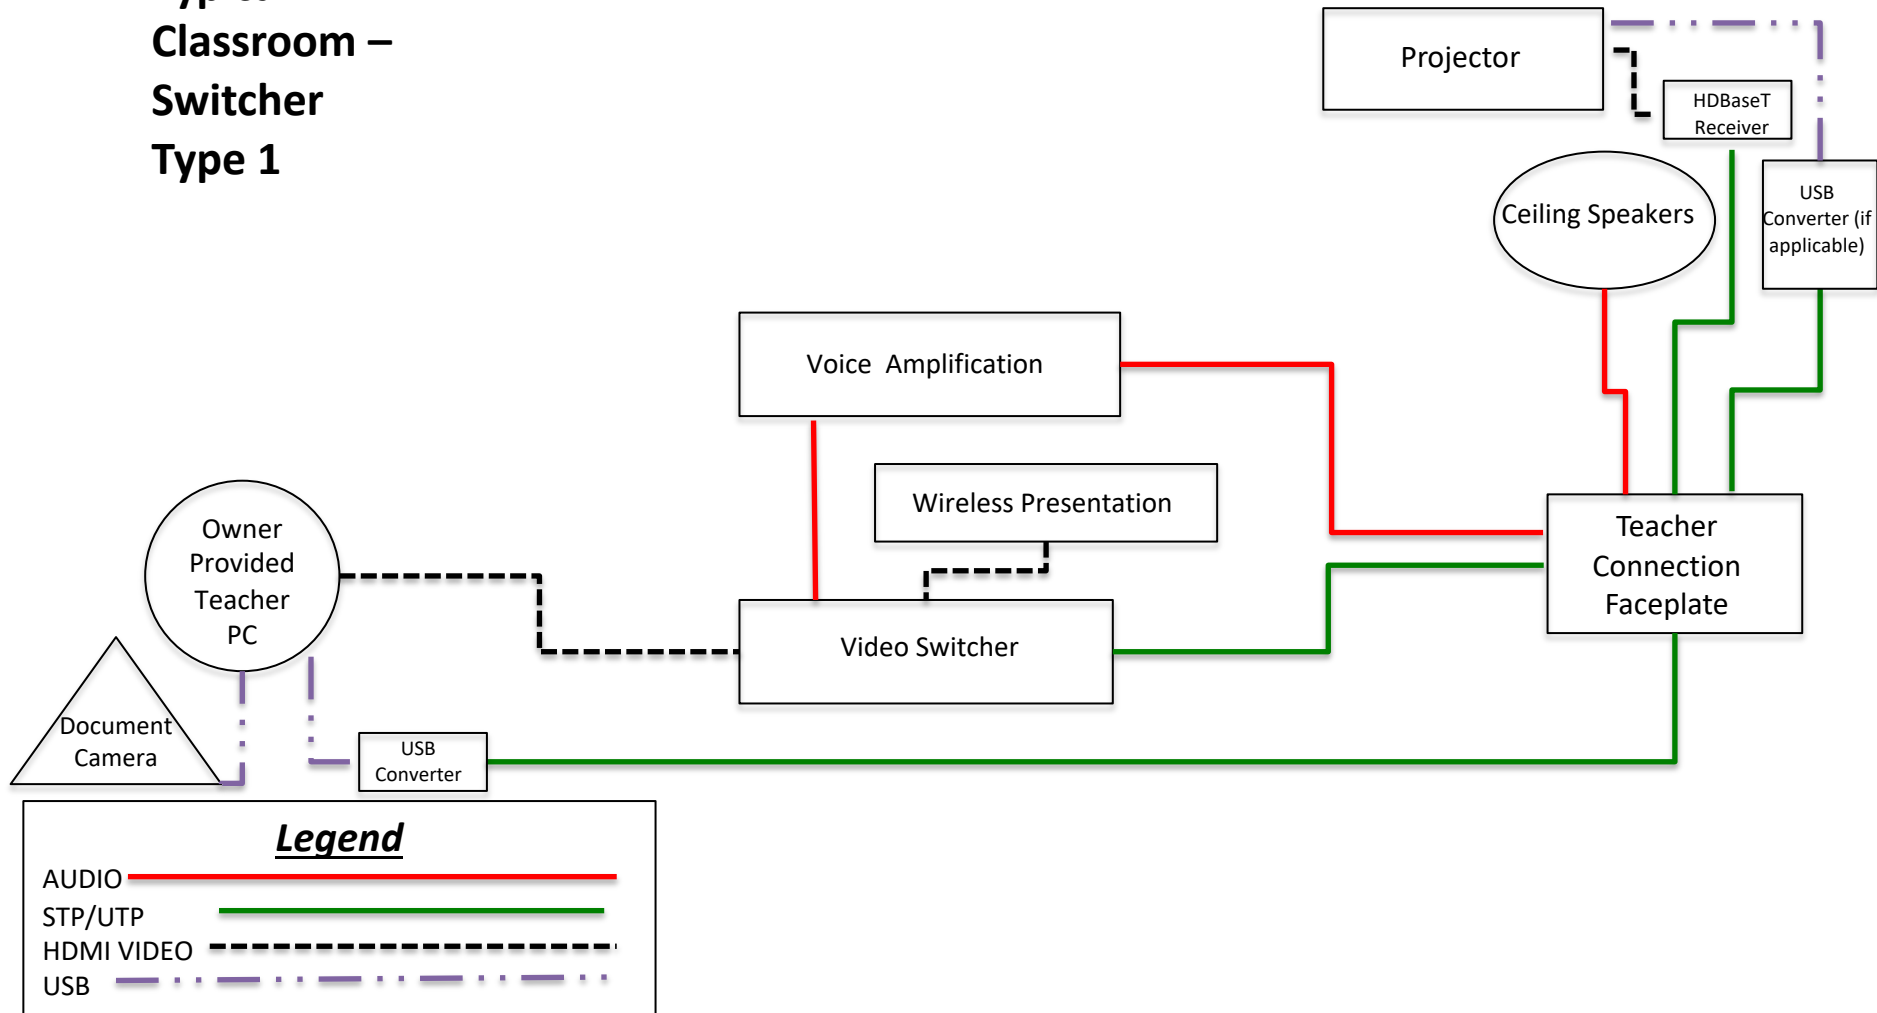 Classroom –
Switcher
Type 1
Projector
HDBaseT
Receiver
Ceiling Speakers
USB
Converter (if
applicable)
Voice  Amplification
Wireless Presentation
Owner
Provided
Teacher
PC
Video Switcher
Teacher
Connection
Faceplate
Document
Camera
USB
Converter
Legend
AUDIO
STP/UTP
HDMI VIDEO
USB